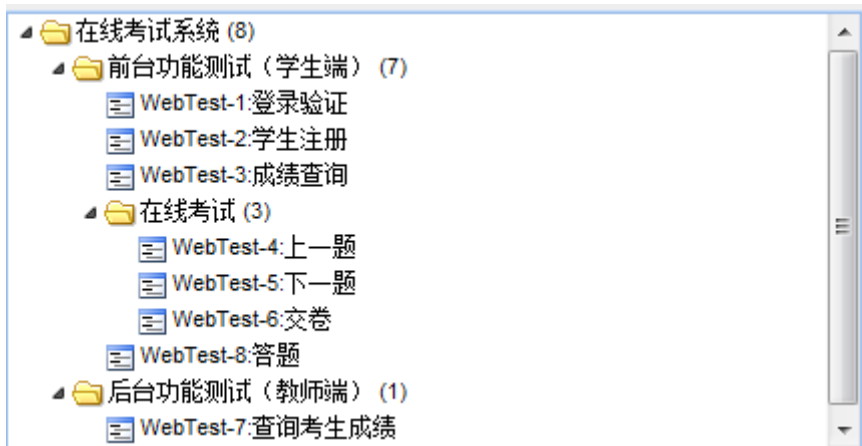 在线考试系统 (8)
前台功能测试（学生端） (7)
WebTest-1:登录验证
WebTest-2:学生注册
WebTest-3:成绩查询
在线考试 (3)
WebTest-4:上一题
WebTest-5:下一题
WebTest-6:交卷
WebTest-8:答题
后台功能测试（教师端） (1)
WebTest-7:查询考生成绩